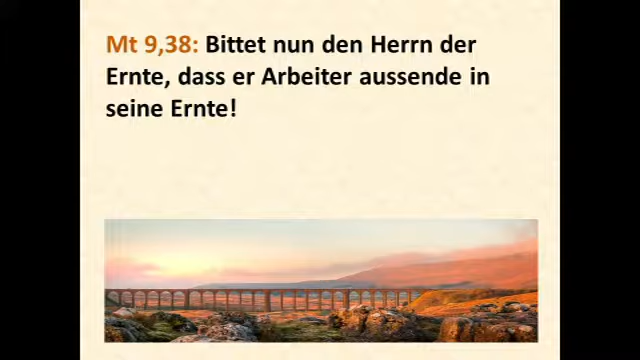 Mt 9,38: Bittet nun den Herrn der
Ernte, dass er Arbeiter aussende in
seine Ernte!